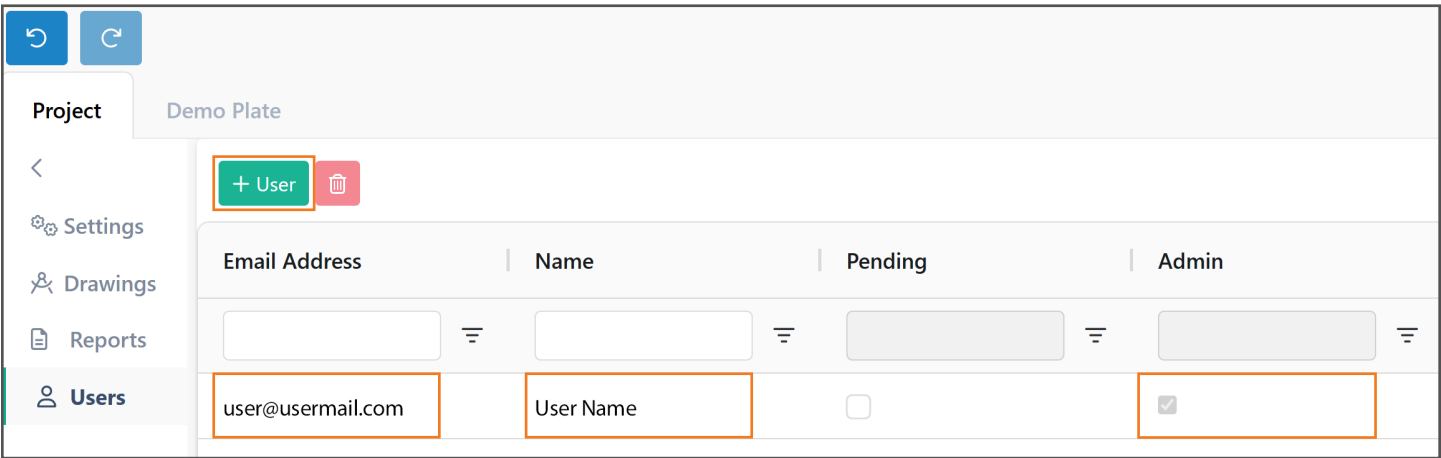 Project Demo Plate
+ User
Settings
Drawings
Reports
Users
Email Address Name Pending Admin
user@usermail.com User Name